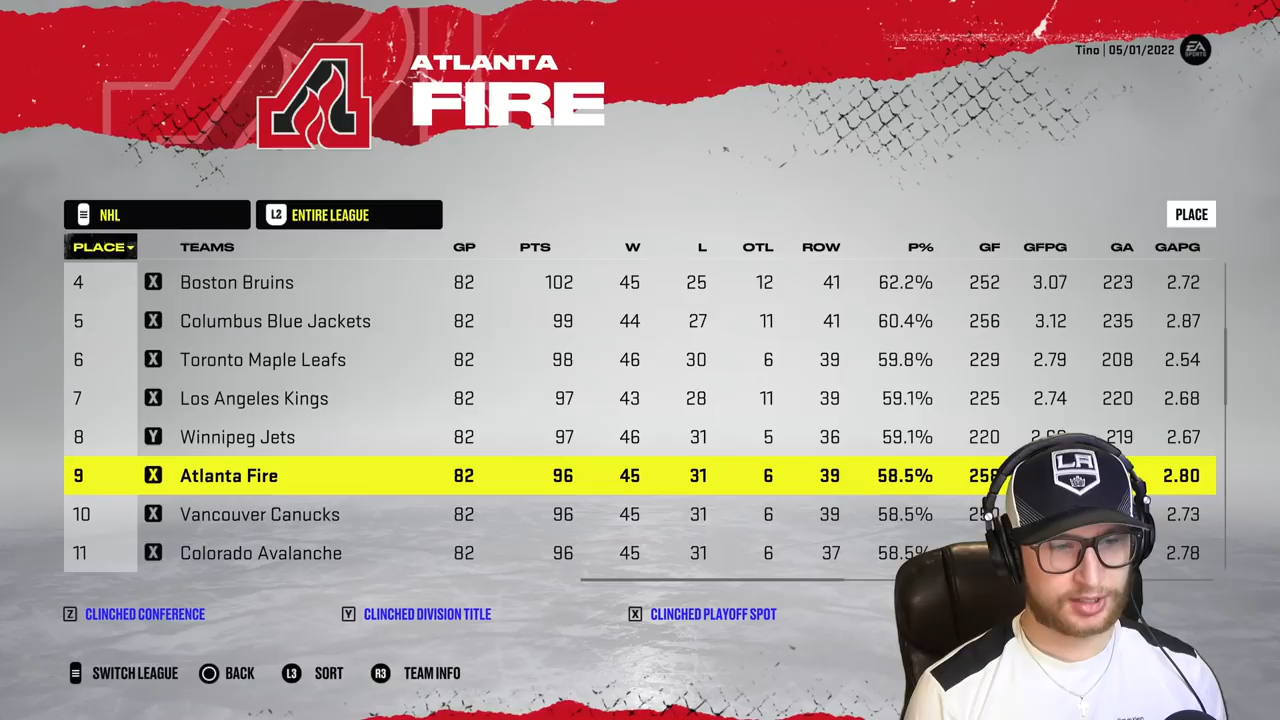 ATLANTA
FIRE
Tino | 05/01/2022 EA SPORTS
NHL L2 ENTIRE LEAGUE PLACE
PLACE TEAMS GP PTS W L OTL ROW P% GF GFPG GA GAPG
4 X Boston Bruins 82 102 45 25 12 41 62.2% 252 3.07 223 2.72
5 X Columbus Blue Jackets 82 99 44 27 11 41 60.4% 256 3.12 235 2.87
6 X Toronto Maple Leafs 82 98 46 30 6 39 59.8% 229 2.79 208 2.54
7 X Los Angeles Kings 82 97 43 28 11 39 59.1% 225 2.74 220 2.68
8 Y Winnipeg Jets 82 97 46 31 5 36 59.1% 220 219 2.67
9 X Atlanta Fire 82 96 45 31 6 39 58.5% 2.80
10 X Vancouver Canucks 82 96 45 31 6 39 58.5% 2.73
11 X Colorado Avalanche 82 96 45 31 6 37 58.5% 2.78
LA
Z CLINCHED CONFERENCE Y CLINCHED DIVISION TITLE X CLINCHED PLAYOFF SPOT
SWITCH LEAGUE BACK L3 SORT R3 TEAM INFO